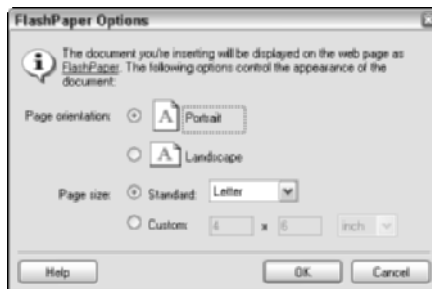 FlashPaper Options
The document you're inserting will be displayed on the web page as
FlashPaper. The following options control the appearance of the
document:
Page orientation:
A Portrait
A Landscape
Page size:
Standard: Letter
Custom: 4 x 6 inch
Help OK Cancel